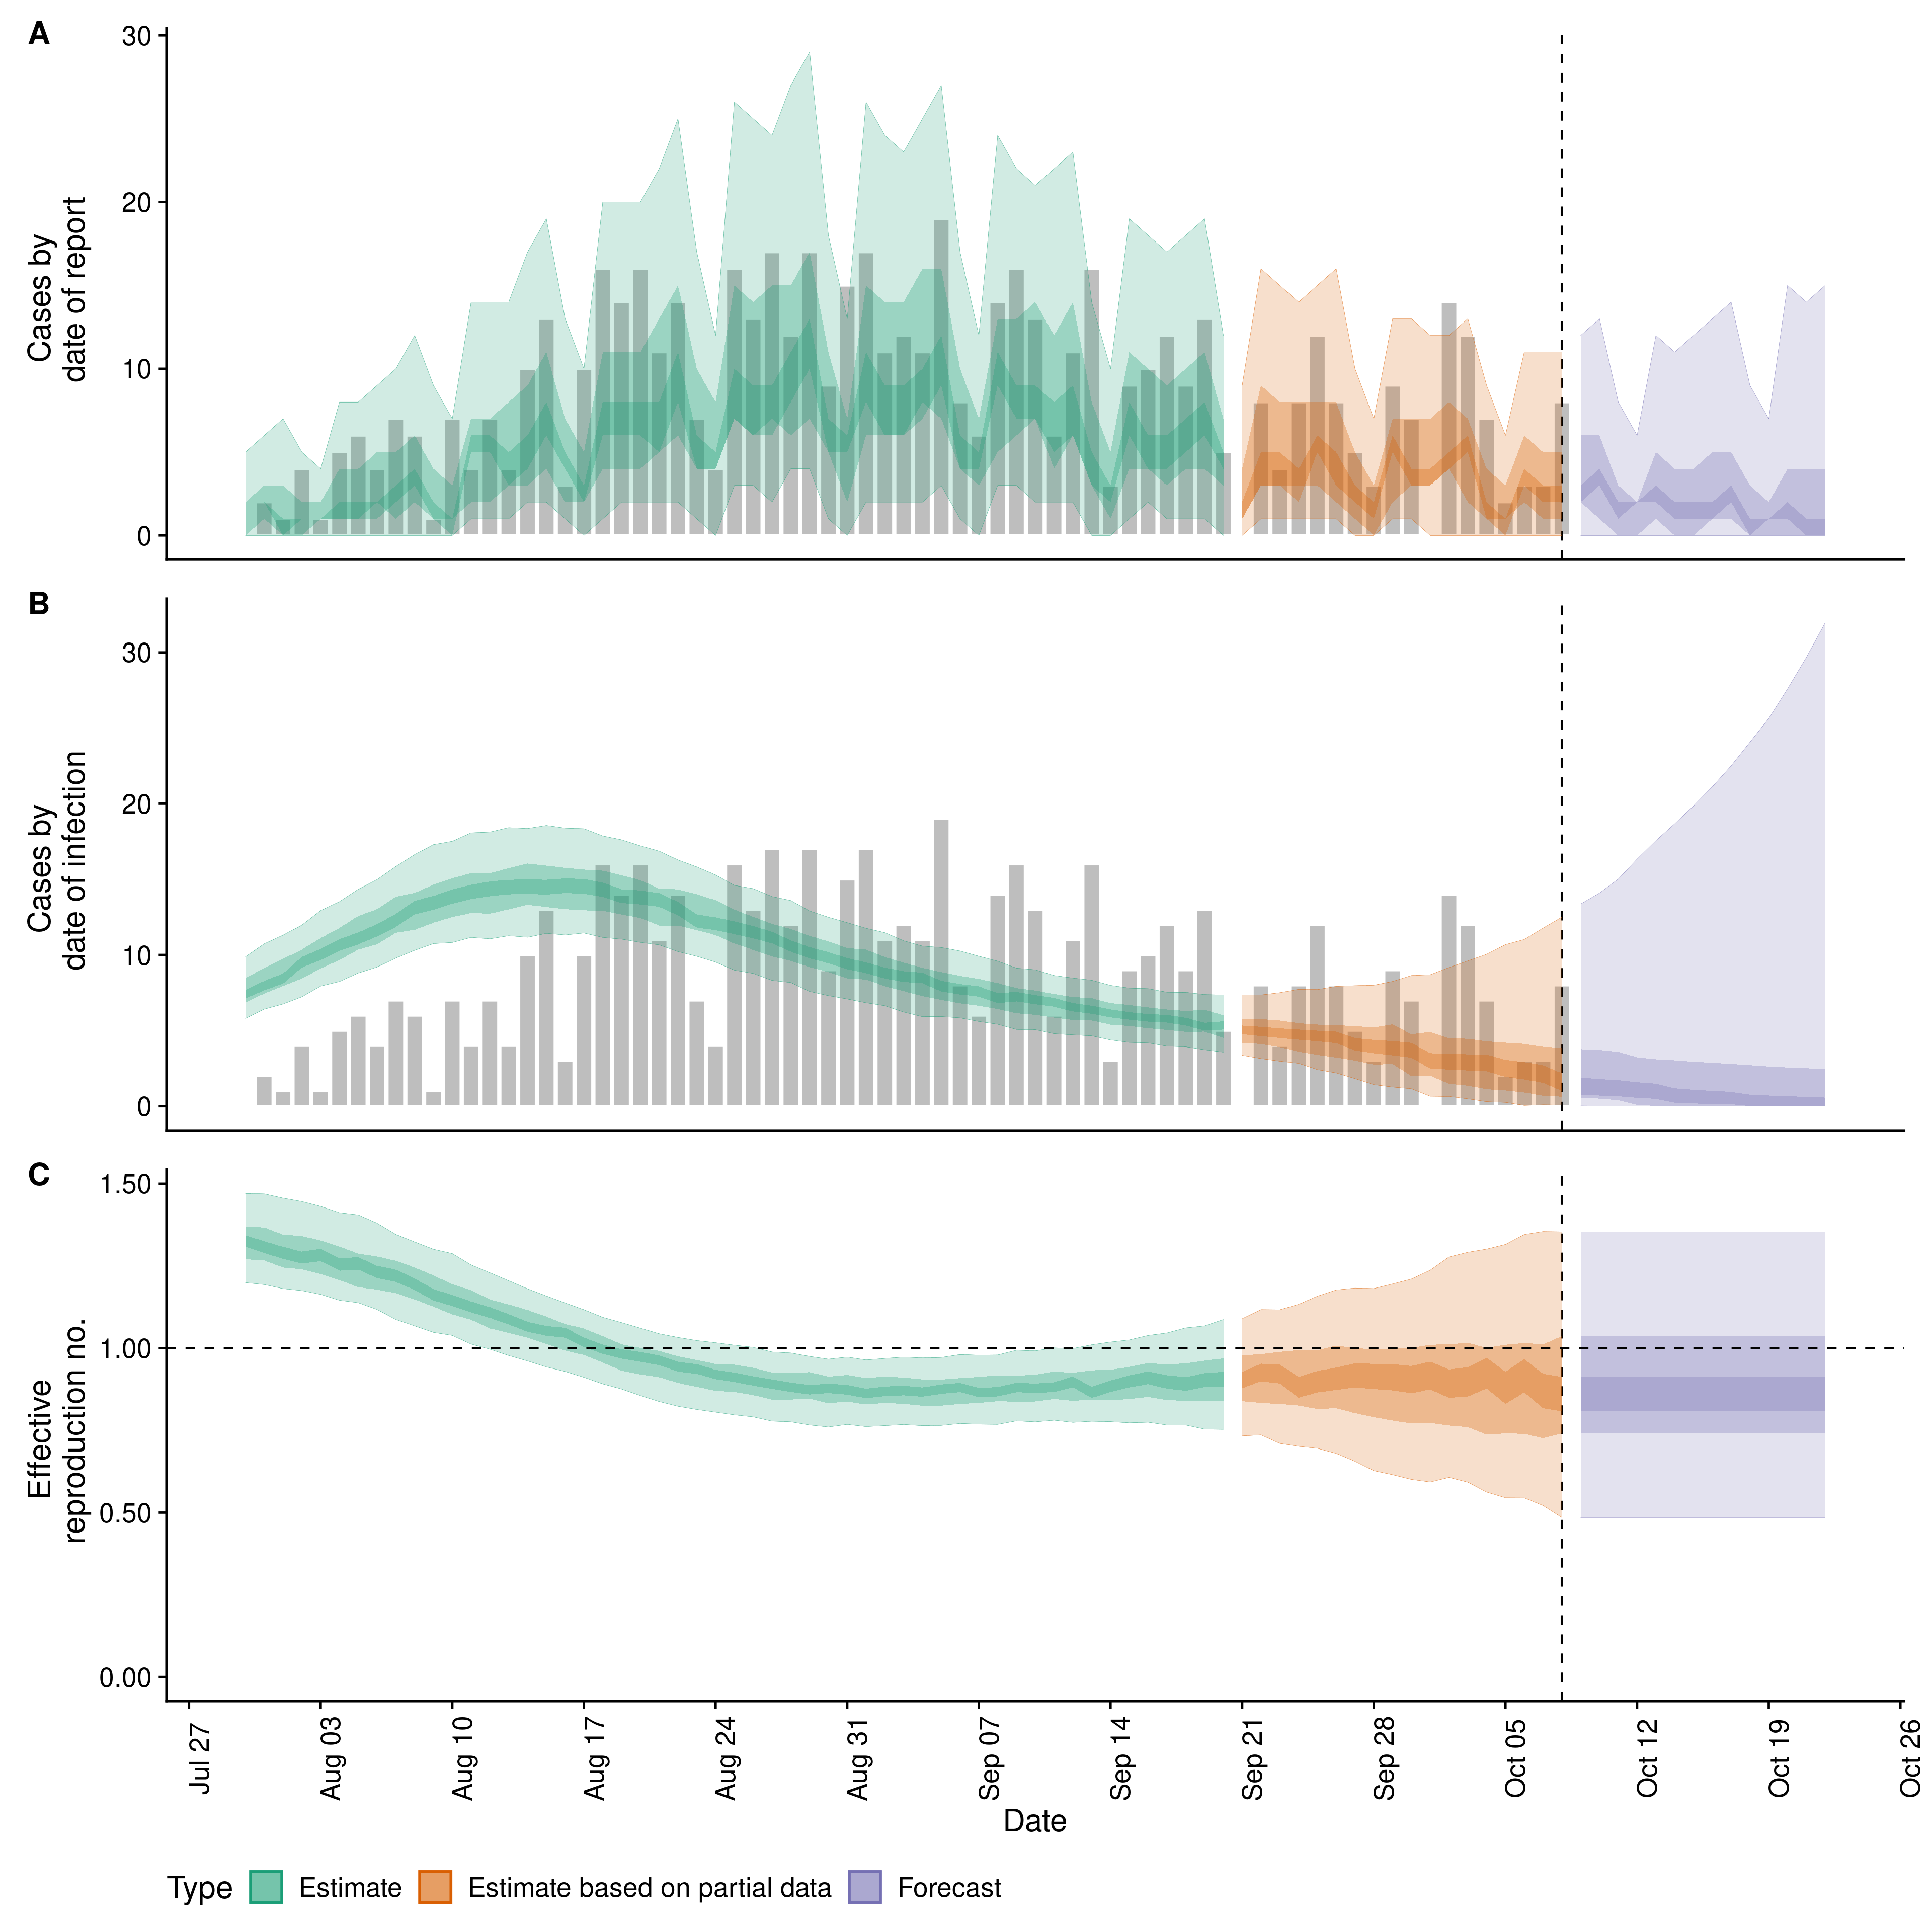 A
30
20
10
0
Cases by
date of report
B
30
20
10
0
Cases by
date of infection
C
1.50
1.00
0.50
0.00
Effective
reproduction no.
Jul 27
Aug 03
Aug 10
Aug 17
Aug 24
Aug 31
Sep 07
Sep 14
Sep 21
Sep 28
Oct 05
Oct 12
Oct 19
Oct 26
Date
Type Estimate Estimate based on partial data Forecast